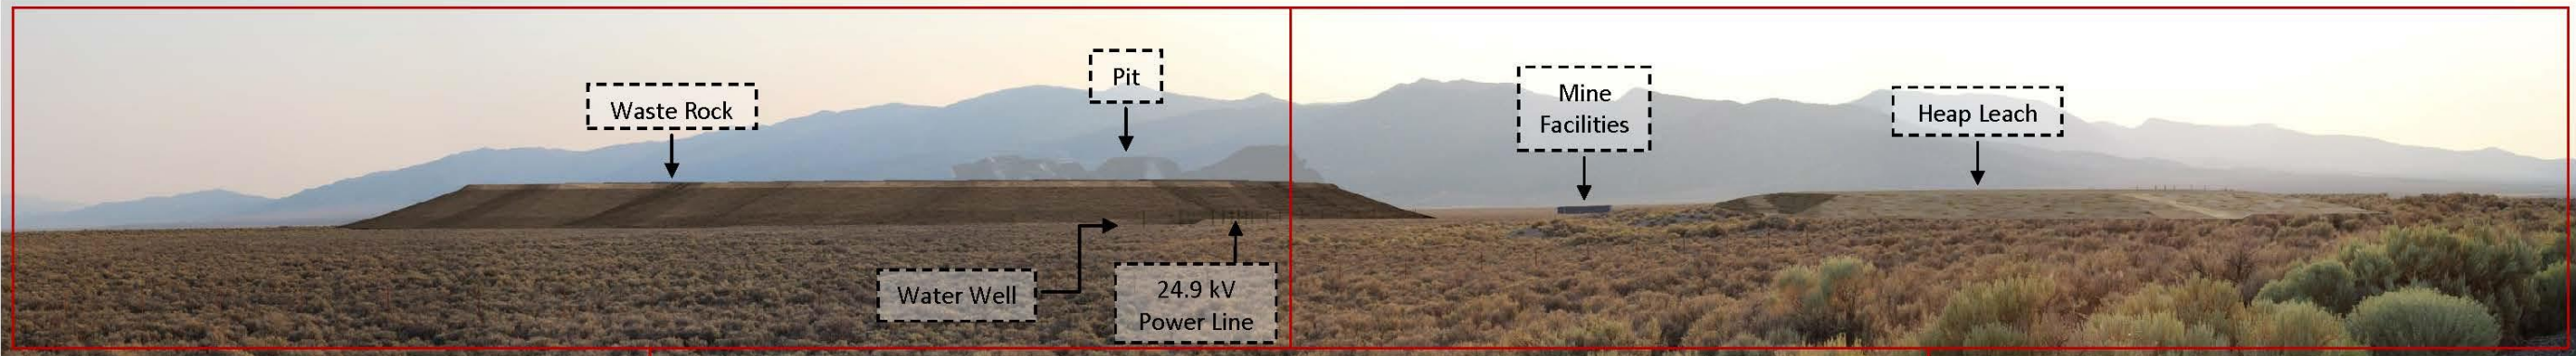 Waste Rock
Pit
Mine
Facilities
Heap Leach
Water Well
24.9 kV
Power Line